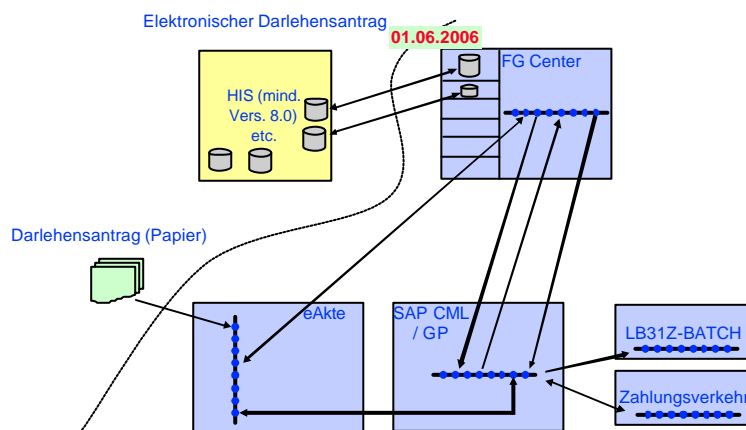 Elektronischer Darlehensantrag
01.06.2006
FG Center
HIS (mind.
Vers. 8.0)
etc.
Darlehensantrag (Papier)
eAkte
SAP CML
/ GP
LB31Z-BATCH
Zahlungsverkehr